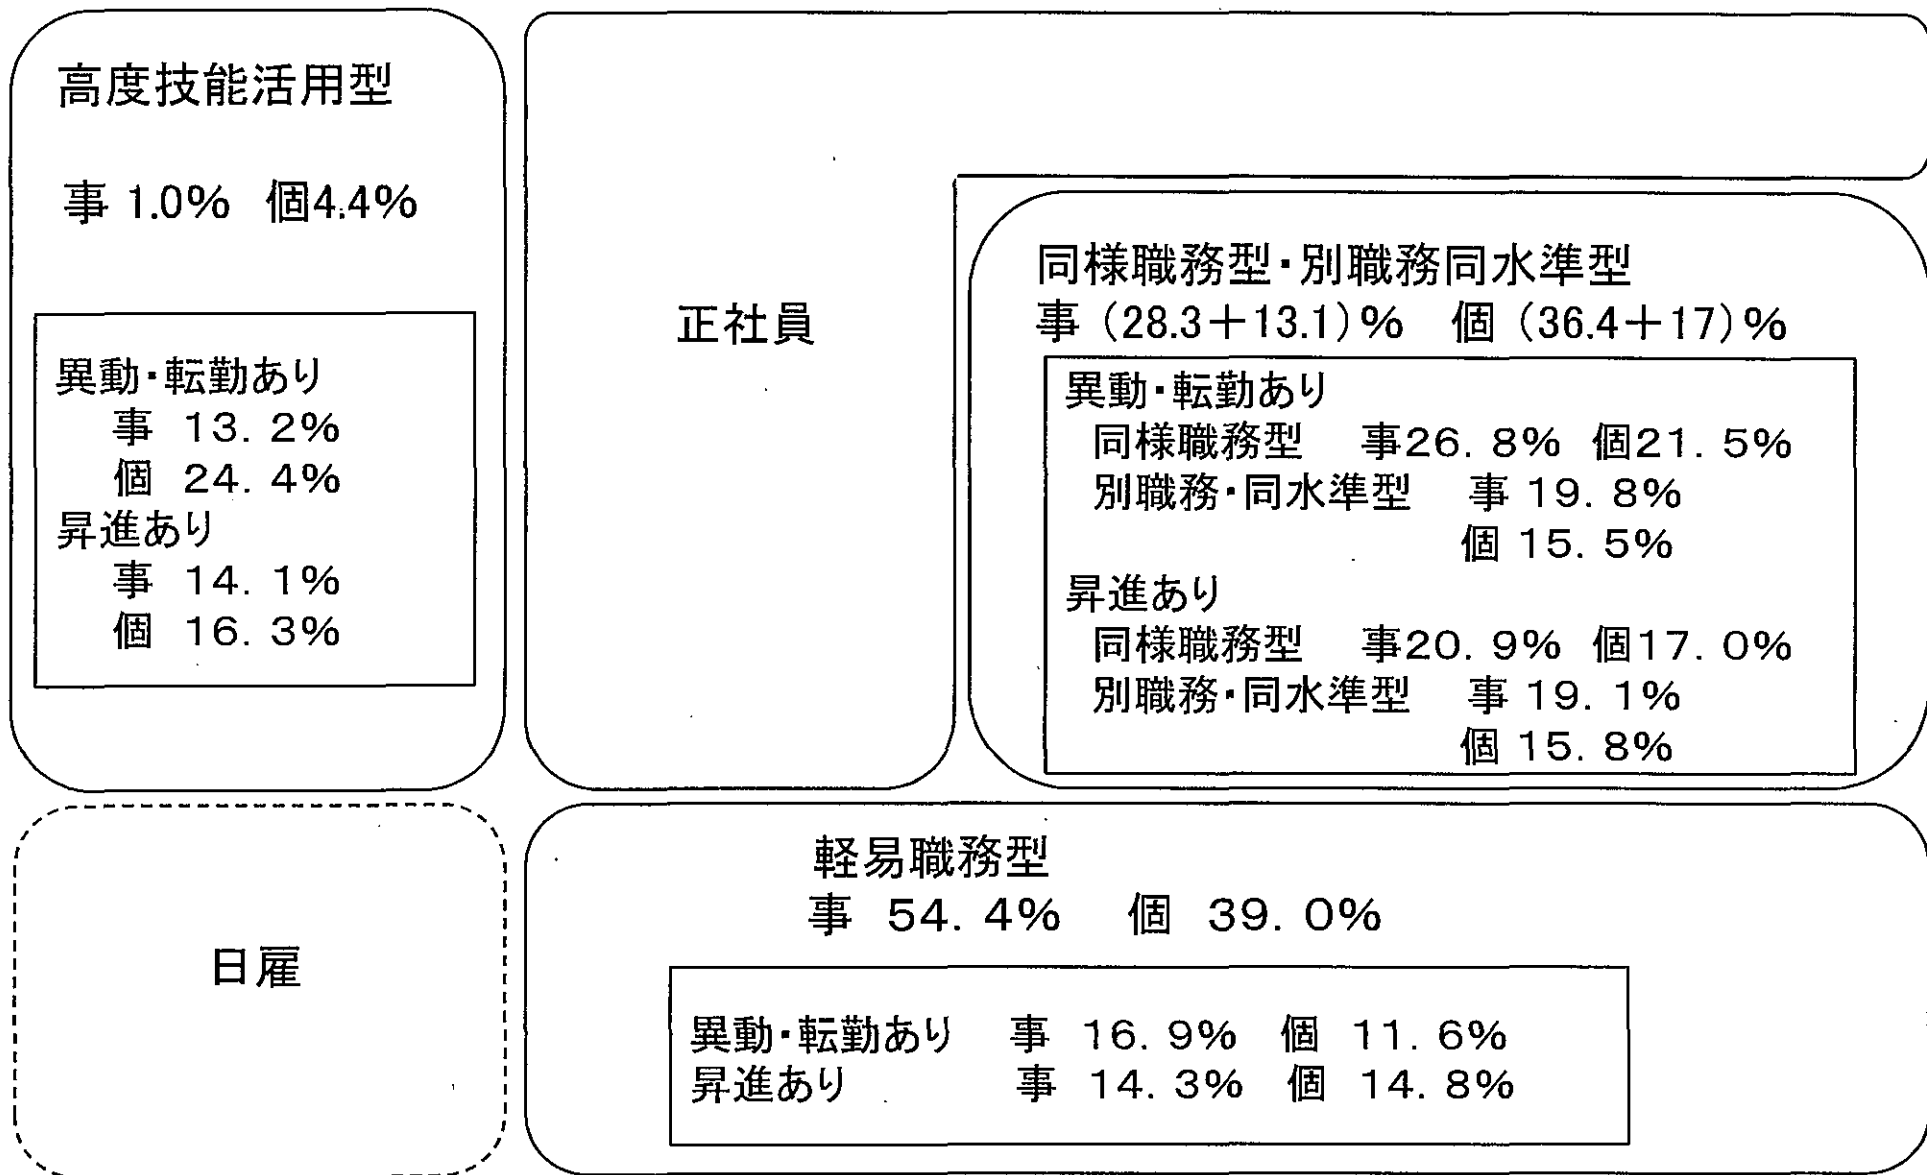 高度技能活用型
事 1.0% 個4.4%
異動・転勤あり
事 13.2%
個 24.4%
昇進あり
事 14.1%
個 16.3%
正社員
同様職務型・別職務同水準型
事（28.3＋13.1）% 個（36.4＋17）%
異動・転勤あり
同様職務型 事26.8% 個21.5%
別職務・同水準型 事 19.8%
個 15.5%
昇進あり
同様職務型 事20.9% 個17.0%
別職務・同水準型 事 19.1%
個 15.8%
日雇
軽易職務型
事 54.4% 個 39.0%
異動・転勤あり 事 16.9% 個 11.6%
昇進あり 事 14.3% 個 14.8%